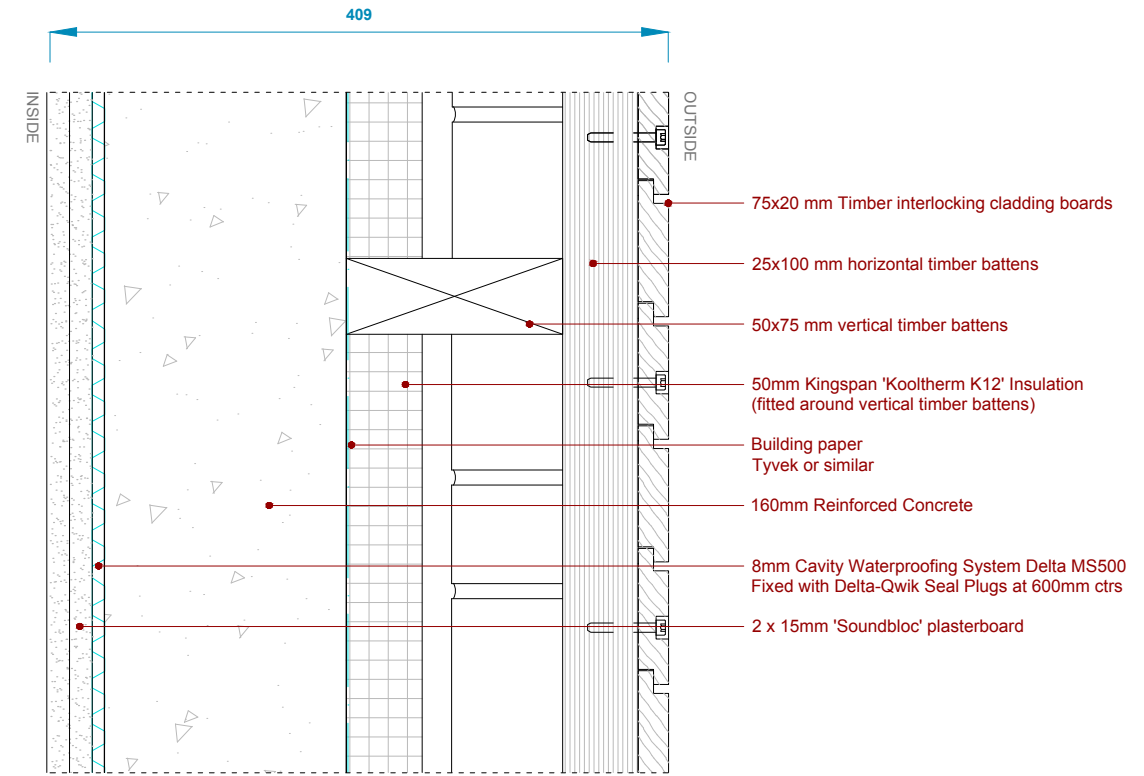 409
INSIDE
OUTSIDE
75x20 mm Timber interlocking cladding boards
25x100 mm horizontal timber battens
50x75 mm vertical timber battens
50mm Kingspan 'Kooltherm K12' Insulation
(fitted around vertical timber battens)
Building paper
Tyvek or similar
160mm Reinforced Concrete
8mm Cavity Waterproofing System Delta MS500
Fixed with Delta-Qwik Seal Plugs at 600mm ctrs
2 x 15mm 'Soundbloc' plasterboard